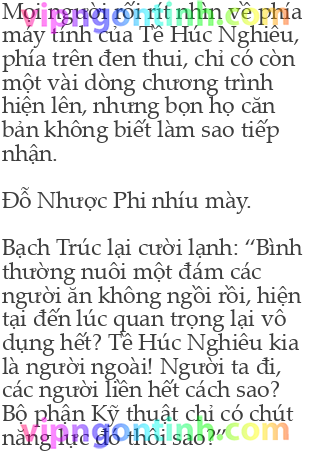 Mọi người rối rít nhìn về phía
máy tính của Tề Húc Nghiêu,
phía trên đen thui, chỉ có còn
một vài dòng chương trình
hiện lên, nhưng bọn họ căn
bản không biết làm sao tiếp
nhận.
Đỗ Nhược Phi nhíu mày.
Bạch Trúc lại cười lạnh: “Bình
thường nuôi một đám các
người ăn không ngồi rồi, hiện
tại đến lúc quan trọng lại vô
dụng hết? Tề Húc Nghiêu kia
là người ngoài! Người ta đi,
các người liền hết cách sao?
Bộ phận Kỹ thuật chỉ có chút
năng lực đó thôi sao?”
vipngontinh.com
vipngontinh.com